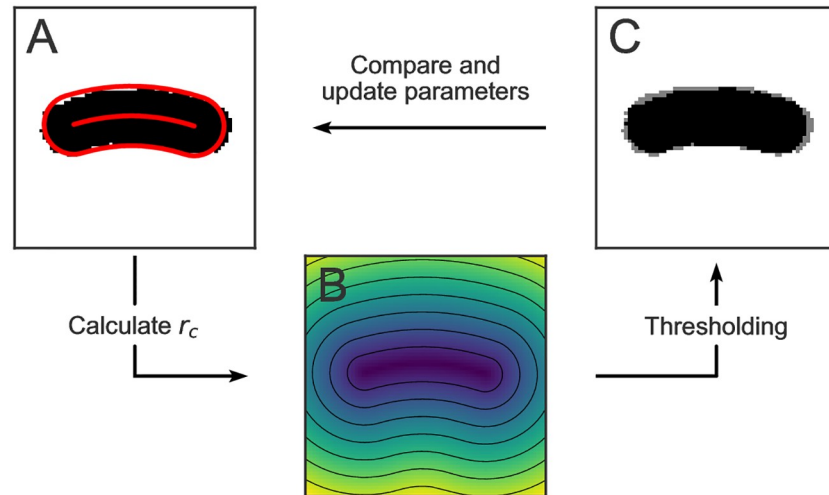 A
Compare and
update parameters
C
B
Calculate r_c
Thresholding